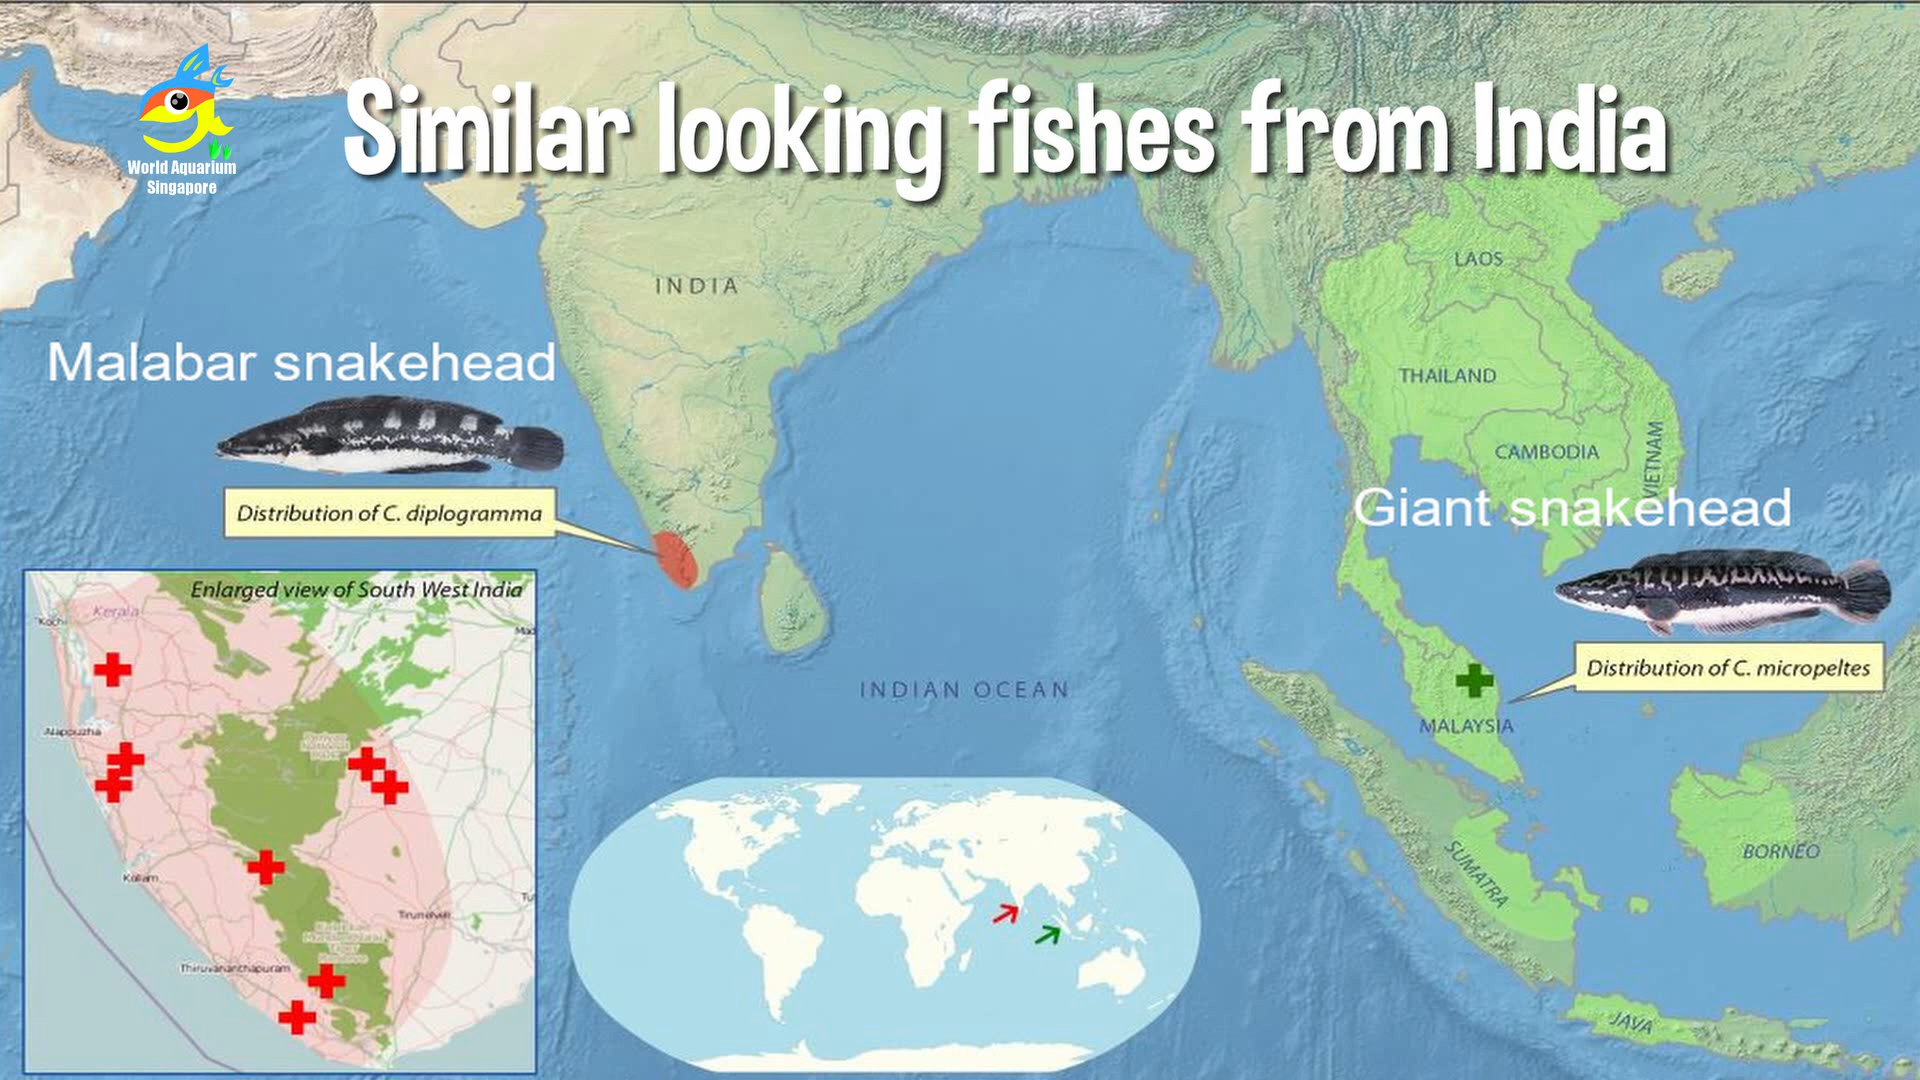 Similar looking fishes from India
World Aquarium
Singapore
INDIA
LAOS
Malabar snakehead
THAILAND
CAMBODIA
VIETNAM
Giant snakehead
Distribution of C. diplogramma
Enlarged view of South West India
Kerala
Kochi
Mad
Distribution of C. micropeltes
INDIAN OCEAN
MALAYSIA
Alappuzha
SUMATRA
BORNEO
Kollam
Tu
Tirunelveli
Thiruvananthapuram
JAVA